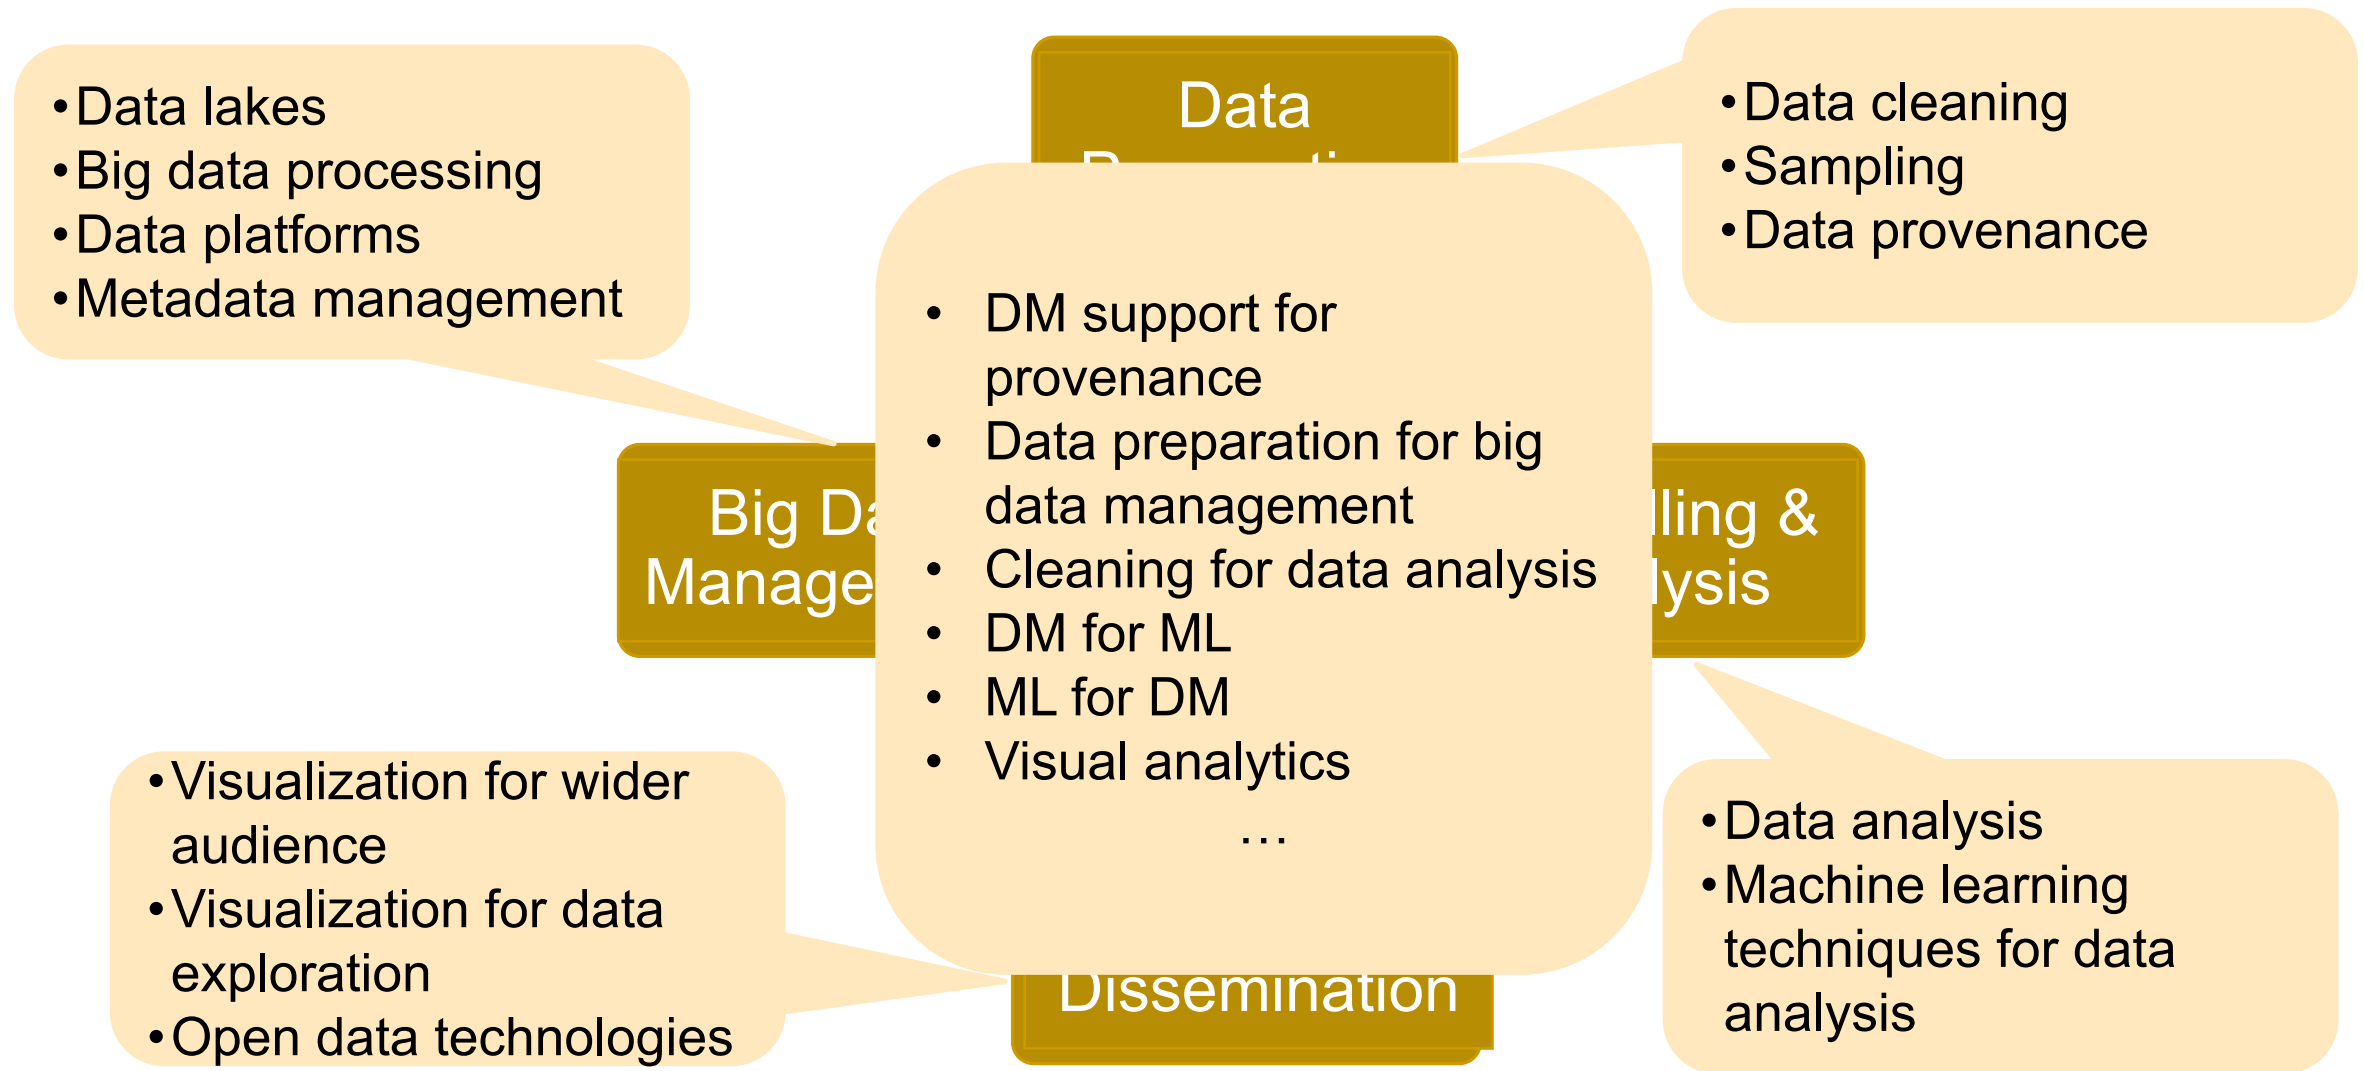 •Data lakes
•Big data processing
•Data platforms
•Metadata management
Data
•Data cleaning
•Sampling
•Data provenance
• DM support for
provenance
• Data preparation for big
data management
• Cleaning for data analysis
• DM for ML
• ML for DM
• Visual analytics
…
Big Da
Manage
lling &
lysis
•Visualization for wider
audience
•Visualization for data
exploration
•Open data technologies
Dissemination
•Data analysis
•Machine learning
techniques for data
analysis